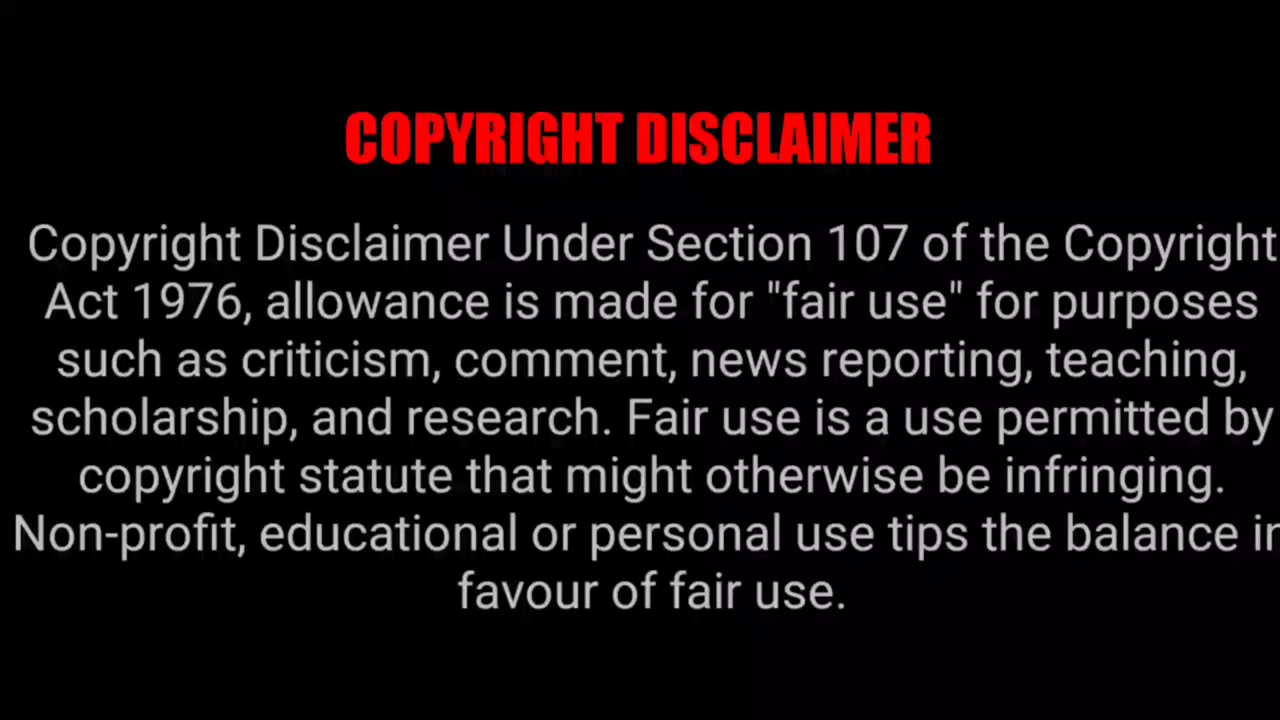 COPYRIGHT DISCLAIMER
Copyright Disclaimer Under Section 107 of the Copyright
Act 1976, allowance is made for "fair use" for purposes
such as criticism, comment, news reporting, teaching,
scholarship, and research. Fair use is a use permitted by
copyright statute that might otherwise be infringing.
Non-profit, educational or personal use tips the balance in
favour of fair use.